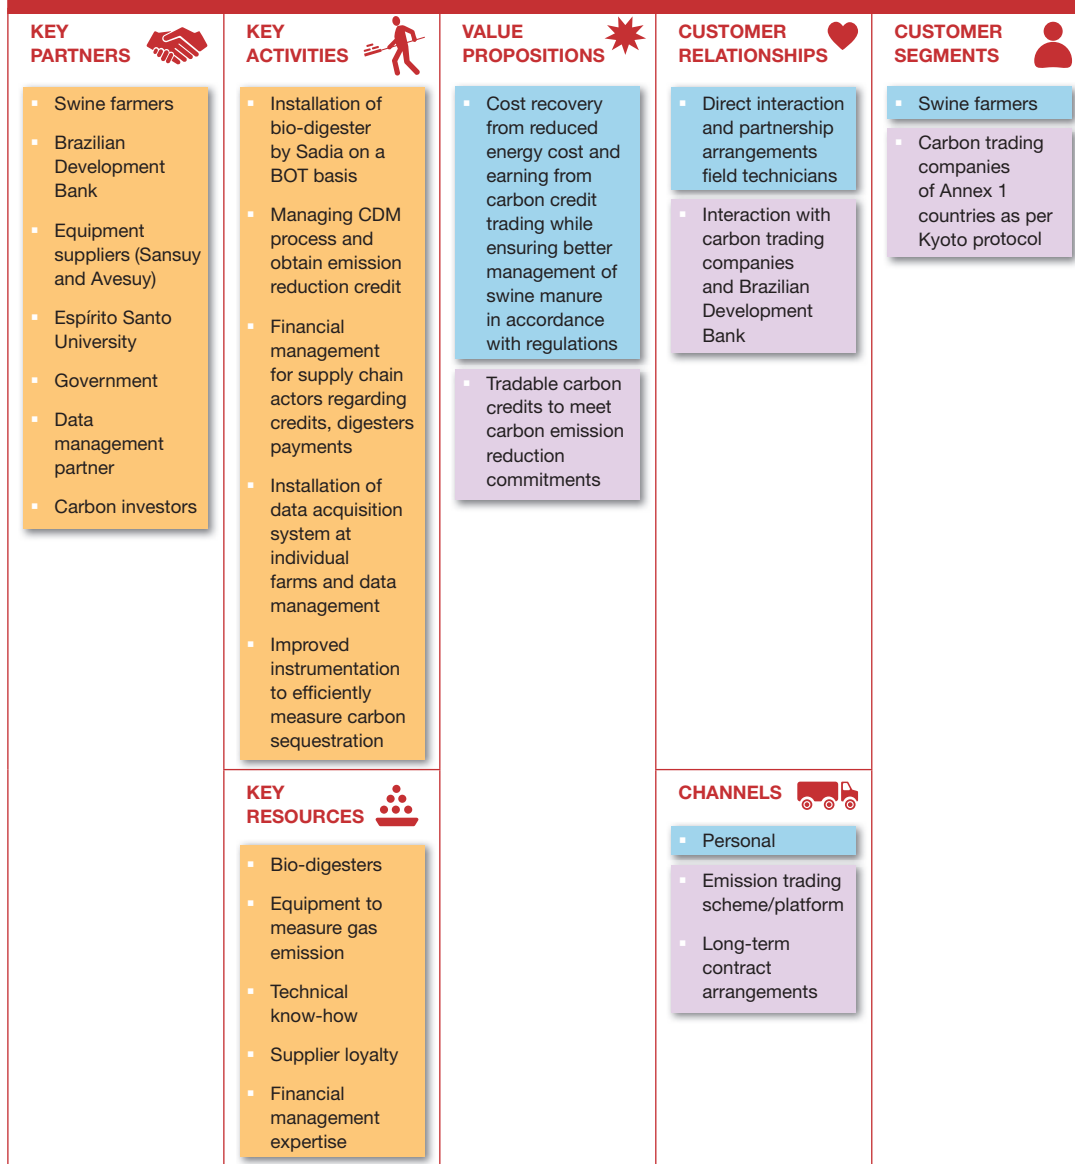 KEY
PARTNERS
Swine farmers
Brazilian
Development
Bank
Equipment
suppliers (Sansuy
and Avesuy)
Espírito Santo
University
Government
Data
management
partner
Carbon investors
KEY
ACTIVITIES
Installation of
bio-digester
by Sadia on a
BOT basis
Managing CDM
process and
obtain emission
reduction credit
Financial
management
for supply chain
actors regarding
credits, digesters
payments
Installation of
data acquisition
system at
individual
farms and data
management
Improved
instrumentation
to efficiently
measure carbon
sequestration
KEY
RESOURCES
Bio-digesters
Equipment to
measure gas
emission
Technical
know-how
Supplier loyalty
Financial
management
expertise
VALUE
PROPOSITIONS
Cost recovery
from reduced
energy cost and
earning from
carbon credit
trading while
ensuring better
management of
swine manure
in accordance
with regulations
Tradable carbon
credits to meet
carbon emission
reduction
commitments
CUSTOMER
RELATIONSHIPS
Direct interaction
and partnership
arrangements
field technicians
Interaction with
carbon trading
companies
and Brazilian
Development
Bank
CHANNELS
Personal
Emission trading
scheme/platform
Long-term
contract
arrangements
CUSTOMER
SEGMENTS
Swine farmers
Carbon trading
companies
of Annex 1
countries as per
Kyoto protocol